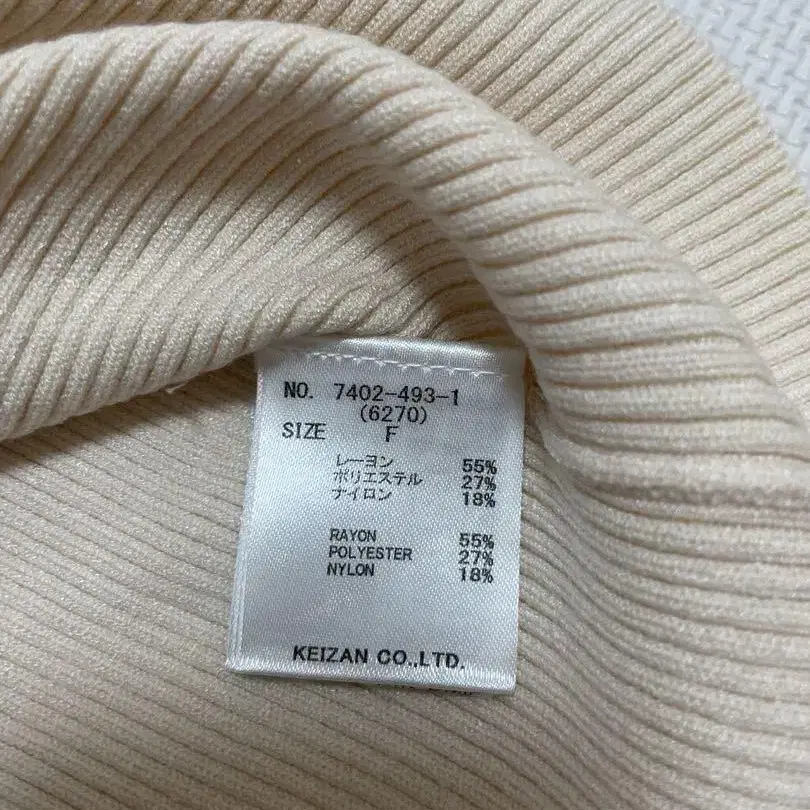 NO. 7402-493-1
(6270)
SIZE F
レーヨン 55%
ポリエステル 27%
ナイロン 18%
RAYON 55%
POLYESTER 27%
NYLON 18%
KEIZAN CO.,LTD.